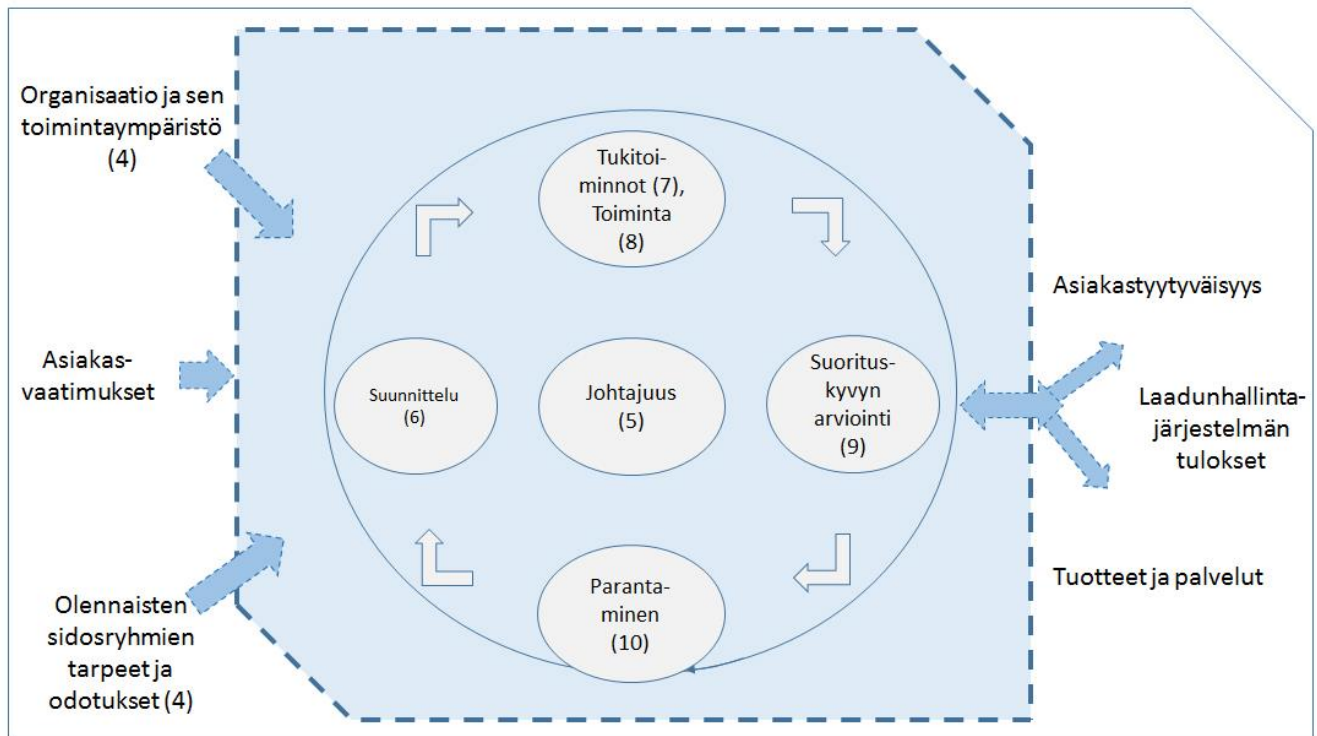 Organisaatio ja sen
toimintaympäristö
(4)
Asiakas-
vaatimukset
Olennaisten
sidosryhmien
tarpeet ja
odotukset (4)
Tukitoi-
minnot (7),
Toiminta
(8)
Suunnittelu
(6)
Johtajuus
(5)
Suoritus-
kyvyn
arviointi
(9)
Paranta-
minen
(10)
Asiakastyytyväisyys
Laadunhallinta-
järjestelmän
tulokset
Tuotteet ja palvelut